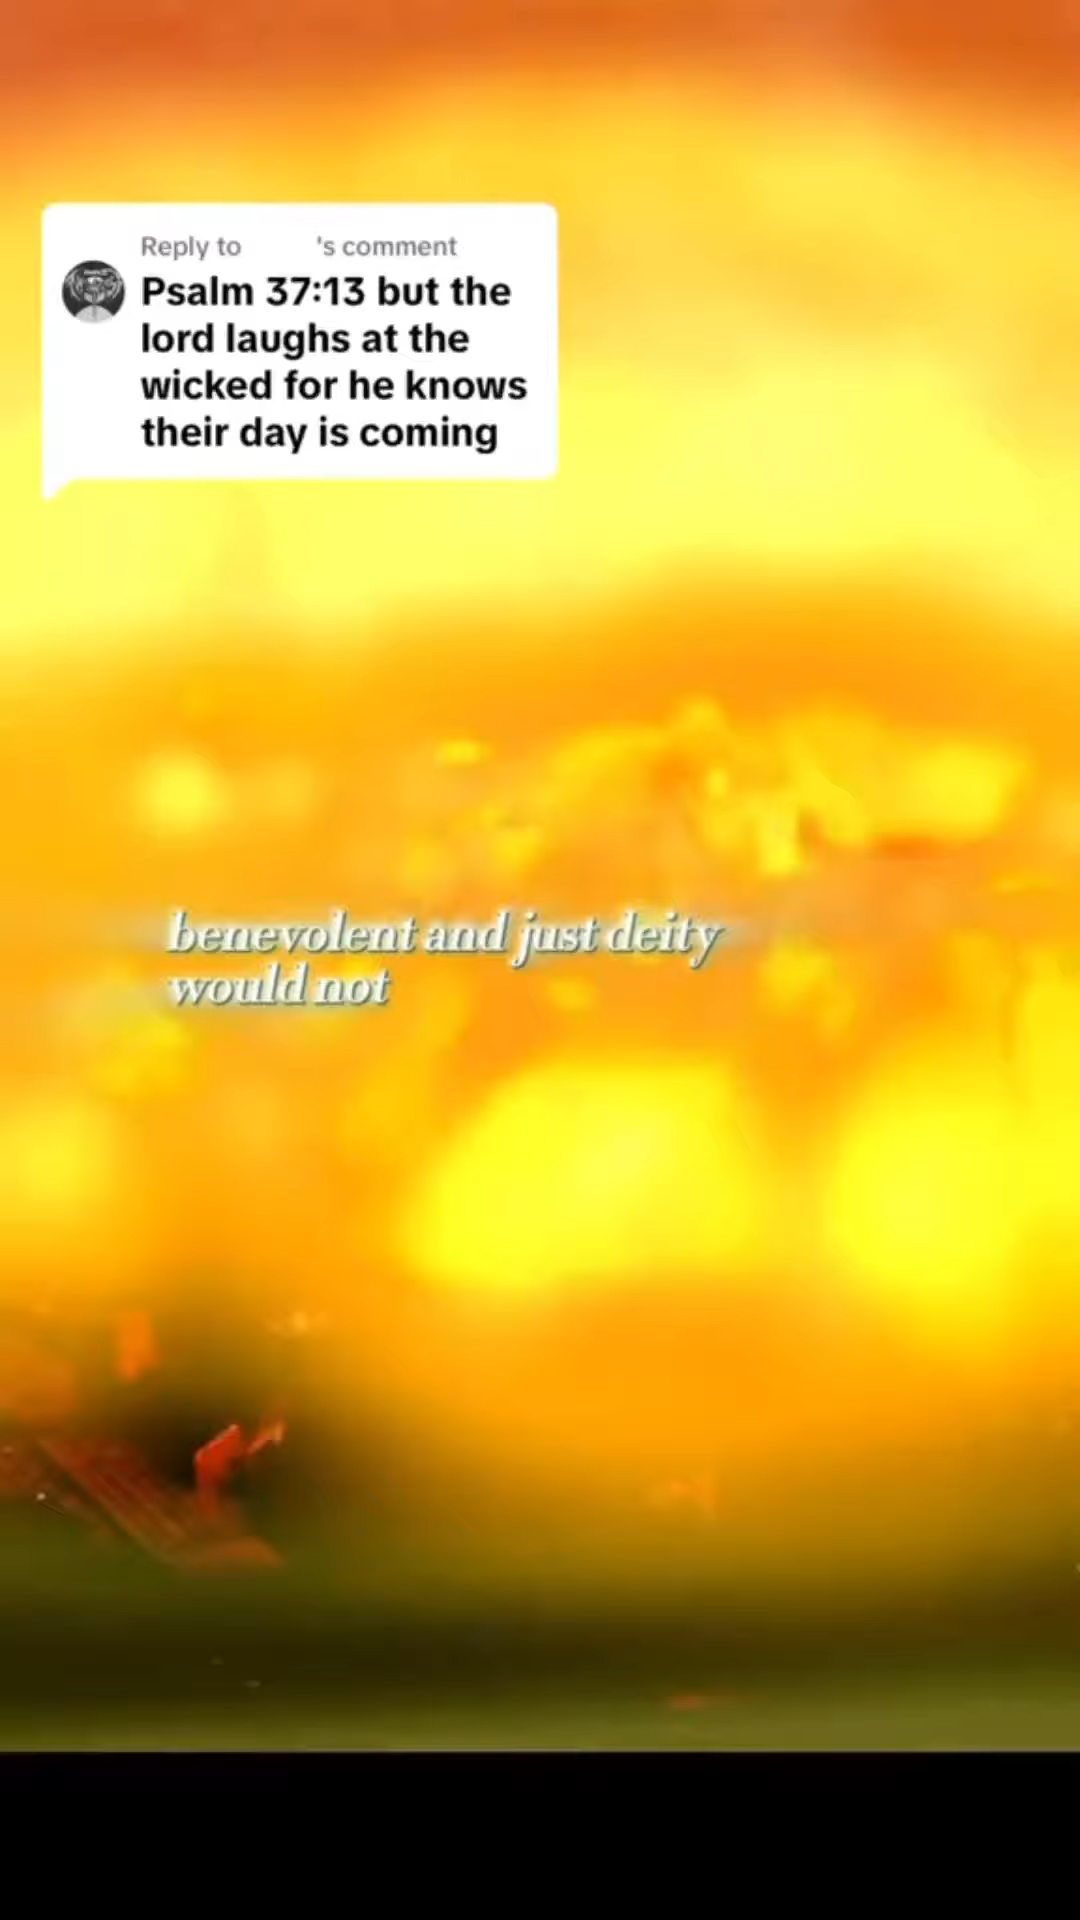 Reply to 's comment
Psalm 37:13 but the
lord laughs at the
wicked for he knows
their day is coming
benevolent and just deity
would not